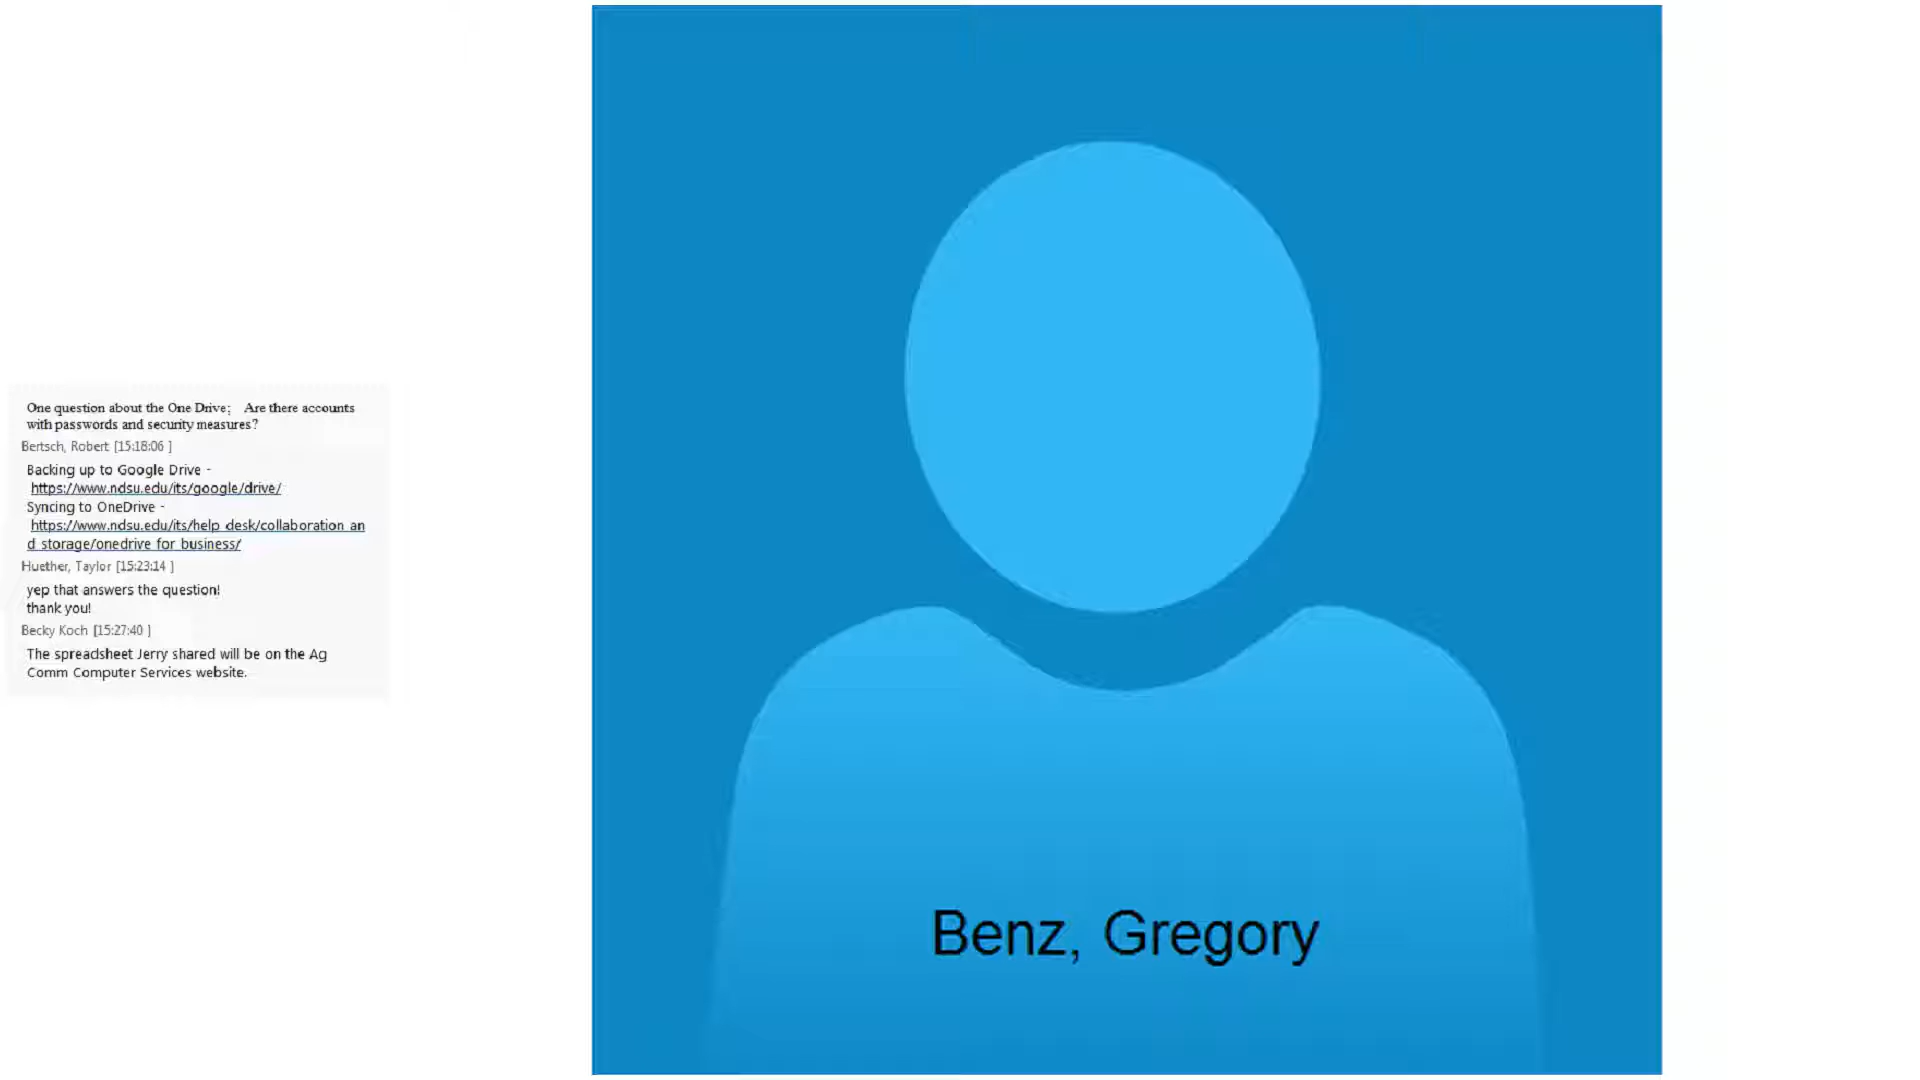 One question about the One Drive; Are there accounts
with passwords and security measures?
Bertsch, Robert [15:18:06 ]
Backing up to Google Drive -
https://www.ndsu.edu/its/google/drive/
Syncing to OneDrive -
https://www.ndsu.edu/its/help_desk/collaboration_an
d_storage/onedrive_for_business/
Huether, Taylor [15:23:14 ]
yep that answers the question!
thank you!
Becky Koch [15:27:40 ]
The spreadsheet Jerry shared will be on the Ag
Comm Computer Services website.
Benz, Gregory